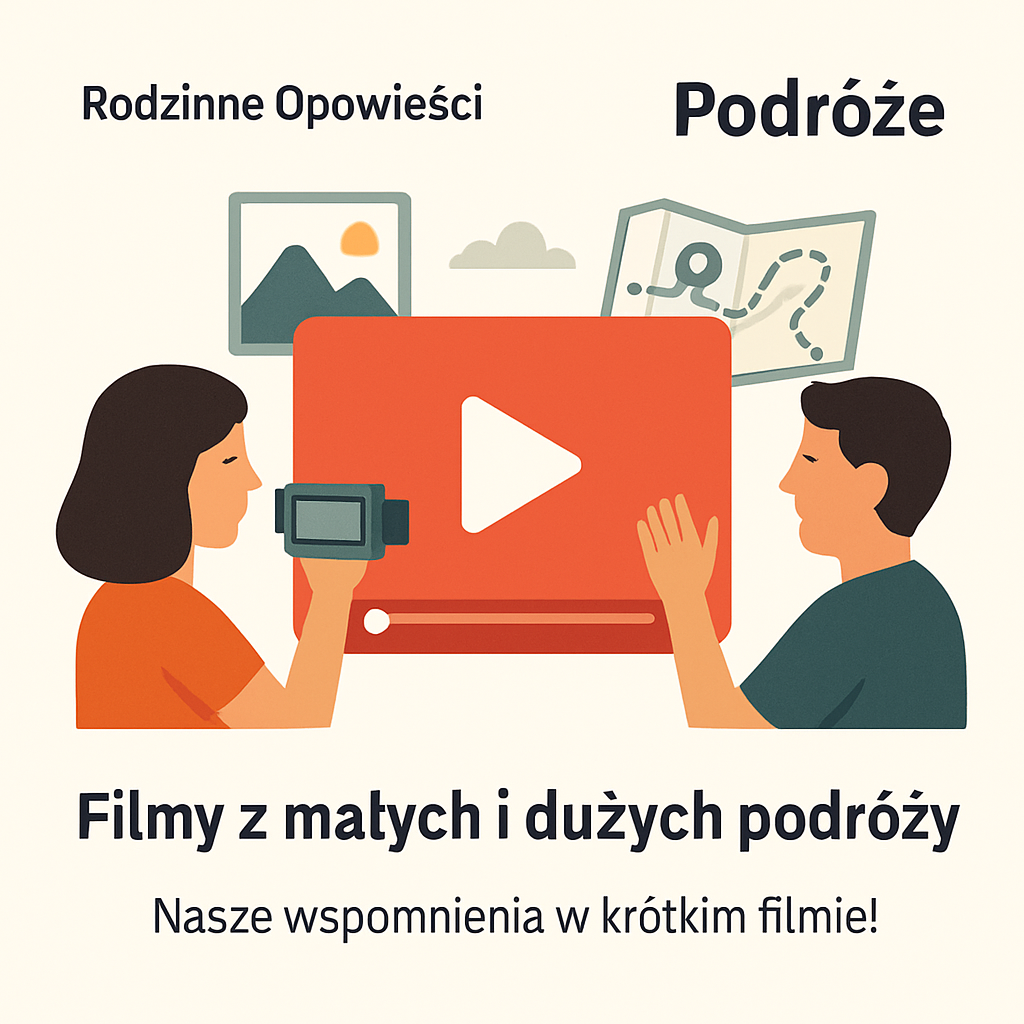 Rodzinne Opowieści
Podróże
Filmy z małych i dużych podróży
Nasze wspomnienia w krótkim filmie!